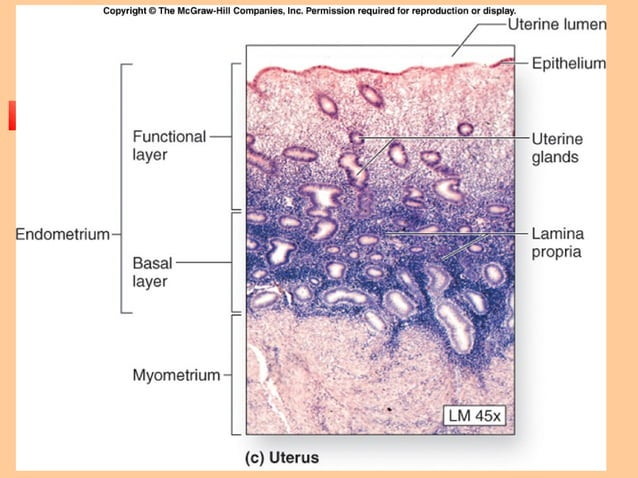 Copyright © The McGraw-Hill Companies, Inc. Permission required for reproduction or display.
Uterine lumen
Epithelium
Functional
layer
Uterine
glands
Endometrium
Lamina
propria
Basal
layer
Myometrium
LM 45x
(c) Uterus